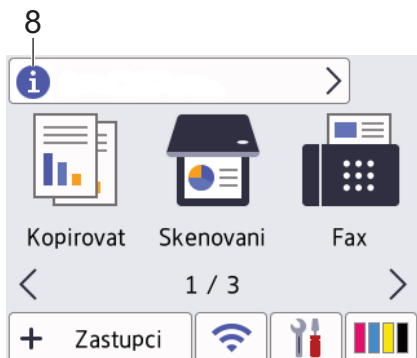 8
i
Kopirovat Skenovani Fax
1 / 3
+ Zastupci